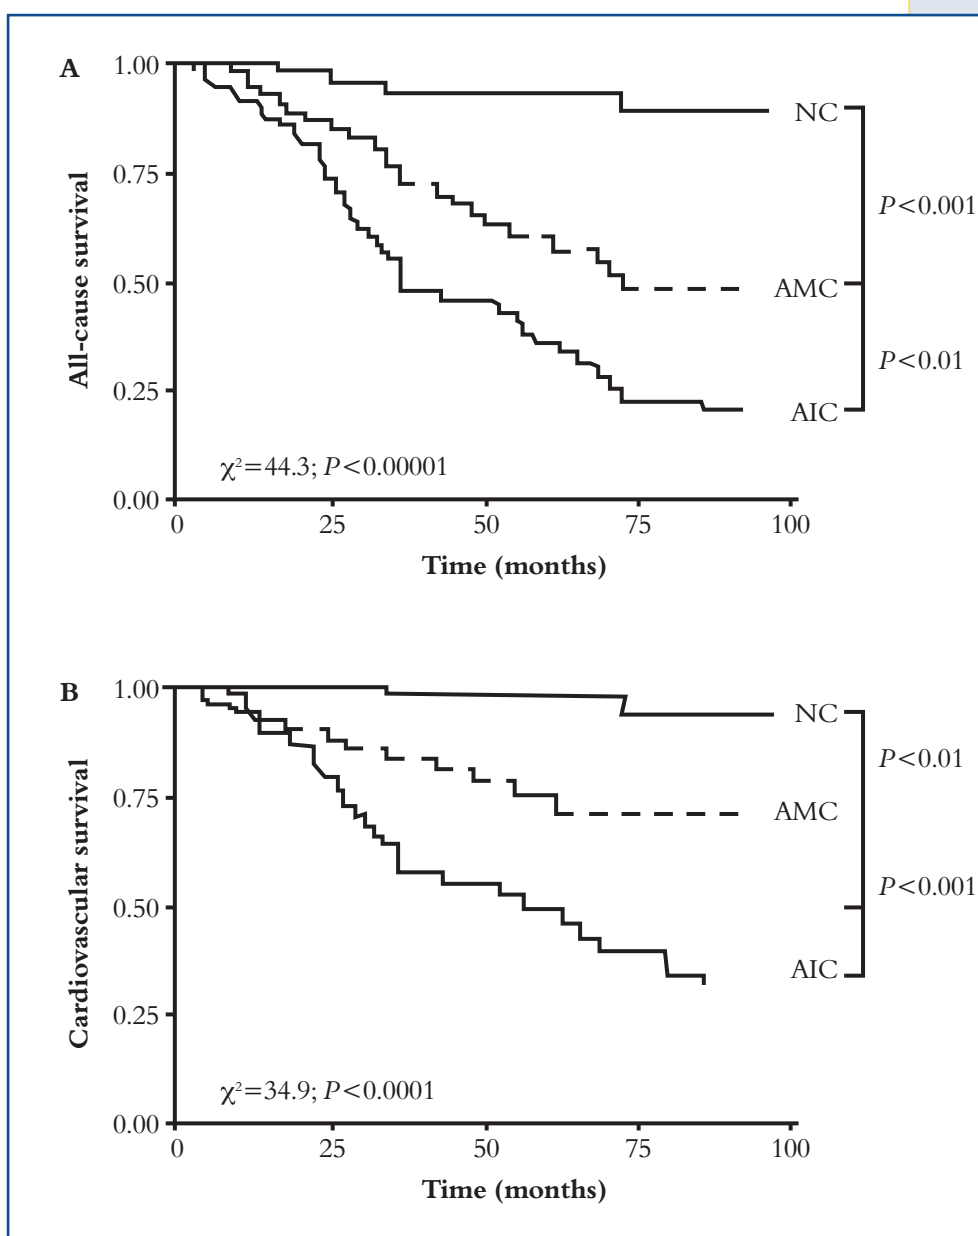 A
1.00
0.75
0.50
0.25
0.00
All-cause survival
NC
P<0.001
AMC
P<0.01
AIC
χ²=44.3; P<0.00001
0 25 50 75 100
Time (months)
B
1.00
0.75
0.50
0.25
0.00
Cardiovascular survival
NC
P<0.01
AMC
P<0.001
AIC
χ²=34.9; P<0.0001
0 25 50 75 100
Time (months)